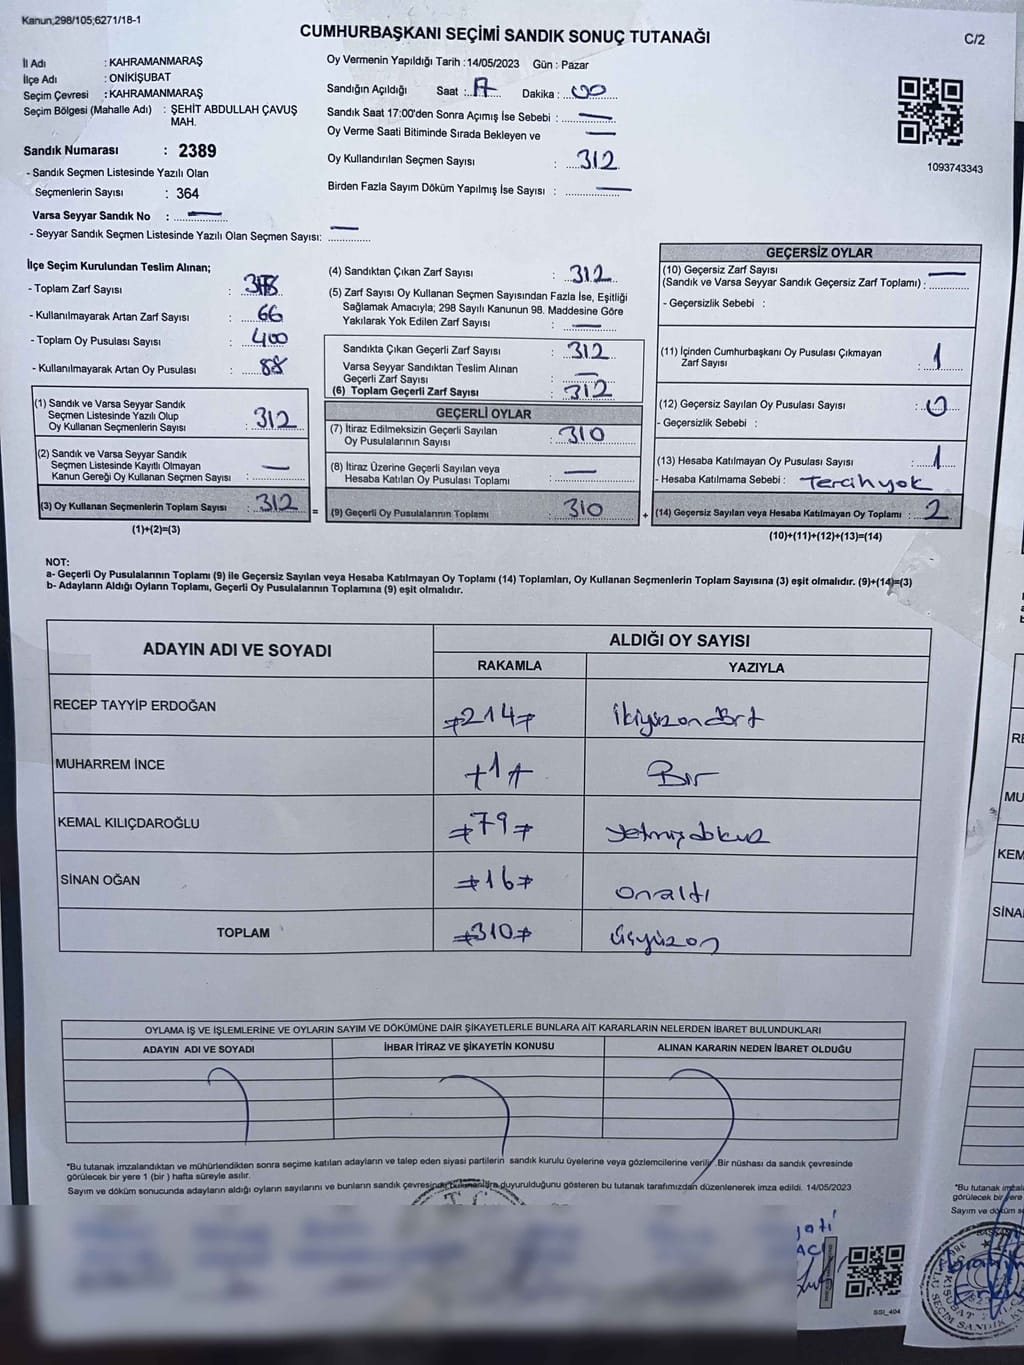 Kanun;298/105;6271/18-1
CUMHURBAŞKANI SEÇİMİ SANDIK SONUÇ TUTANAĞI
C/2
İl Adı : KAHRAMANMARAŞ
İlçe Adı : ONİKİŞUBAT
Seçim Çevresi : KAHRAMANMARAŞ
Seçim Bölgesi (Mahalle Adı) : ŞEHİT ABDULLAH ÇAVUŞ
MAH.
Sandık Numarası : 2389
- Sandık Seçmen Listesinde Yazılı Olan
Seçmenlerin Sayısı : 364
Varsa Seyyar Sandık No : —
- Seyyar Sandık Seçmen Listesinde Yazılı Olan Seçmen Sayısı: —
Oy Vermenin Yapıldığı Tarih :14/05/2023 Gün : Pazar
Sandığın Açıldığı Saat : 17 Dakika : 00
Sandık Saat 17:00'den Sonra Açımış İse Sebebi : —
Oy Verme Saati Bitiminde Sırada Bekleyen ve —
Oy Kullandırılan Seçmen Sayısı : 312
Birden Fazla Sayım Döküm Yapılmış İse Sayısı : —
1093743343
İlçe Seçim Kurulundan Teslim Alınan;
- Toplam Zarf Sayısı :
- Kullanılmayarak Artan Zarf Sayısı : 66
- Toplam Oy Pusulası Sayısı : 400
- Kullanılmayarak Artan Oy Pusulası : 88
(1) Sandık ve Varsa Seyyar Sandık
Seçmen Listesinde Yazılı Olup
Oy Kullanan Seçmenlerin Sayısı : 312
(2) Sandık ve Varsa Seyyar Sandık
Seçmen Listesinde Kayıtlı Olmayan
Kanun Gereği Oy Kullanan Seçmen Sayısı : —
(3) Oy Kullanan Seçmenlerin Toplam Sayısı : 312 =
(1)+(2)=(3)
(4) Sandıktan Çıkan Zarf Sayısı : 312
(5) Zarf Sayısı Oy Kullanan Seçmen Sayısından Fazla İse, Eşitliği
Sağlamak Amacıyla; 298 Sayılı Kanunun 98. Maddesine Göre
Yakılarak Yok Edilen Zarf Sayısı : —
Sandıkta Çıkan Geçerli Zarf Sayısı : 312
Varsa Seyyar Sandıktan Teslim Alınan
Geçerli Zarf Sayısı : —
(6) Toplam Geçerli Zarf Sayısı : 312
GEÇERLİ OYLAR
(7) İtiraz Edilmeksizin Geçerli Sayılan
Oy Pusulalarının Sayısı : 310
(8) İtiraz Üzerine Geçerli Sayılan veya
Hesaba Katılan Oy Pusulası Toplamı : —
(9) Geçerli Oy Pusulalarının Toplamı : 310 +
GEÇERSİZ OYLAR
(10) Geçersiz Zarf Sayısı —
(Sandık ve Varsa Seyyar Sandık Geçersiz Zarf Toplamı) :
- Geçersizlik Sebebi :
(11) İçinden Cumhurbaşkanı Oy Pusulası Çıkmayan
Zarf Sayısı : 1
(12) Geçersiz Sayılan Oy Pusulası Sayısı : 0
- Geçersizlik Sebebi :
(13) Hesaba Katılmayan Oy Pusulası Sayısı : 1
- Hesaba Katılmama Sebebi : Tercih yok
(14) Geçersiz Sayılan veya Hesaba Katılmayan Oy Toplamı : 2
(10)+(11)+(12)+(13)=(14)
NOT:
a- Geçerli Oy Pusulalarının Toplamı (9) ile Geçersiz Sayılan veya Hesaba Katılmayan Oy Toplamı (14) Toplamları, Oy Kullanan Seçmenlerin Toplam Sayısına (3) eşit olmalıdır. (9)+(14)=(3)
b- Adayların Aldığı Oyların Toplamı, Geçerli Oy Pusulalarının Toplamına (9) eşit olmalıdır.
ADAYIN ADI VE SOYADI ALDIĞI OY SAYISI
RAKAMLA YAZIYLA
RECEP TAYYİP ERDOĞAN ≠214≠ İkiyüzondört
MUHARREM İNCE ≠1≠ Bir
KEMAL KILIÇDAROĞLU ≠79≠ yetmişdokuz
SİNAN OĞAN ≠16≠ onaltı
TOPLAM ≠310≠ üçyüzon
OYLAMA İŞ VE İŞLEMLERİNE VE OYLARIN SAYIM VE DÖKÜMÜNE DAİR ŞİKAYETLERLE BUNLARA AİT KARARLARIN NELERDEN İBARET BULUNDUKLARI
ADAYIN ADI VE SOYADI İHBAR İTİRAZ VE ŞİKAYETİN KONUSU ALINAN KARARIN NEDEN İBARET OLDUĞU
*Bu tutanak imzalandıktan ve mühürlendikten sonra seçime katılan adayların ve talep eden siyasi partilerin sandık kurulu üyelerine veya gözlemcilerine verilir. Bir nüshası da sandık çevresinde
görülecek bir yere 1 (bir ) hafta süreyle asılır.
Sayım ve döküm sonucunda adayların aldığı oyların sayılarını ve bunların sandık çevresinde duyurulduğunu gösteren bu tutanak tarafımızdan düzenlenerek imza edildi. 14/05/2023
T.C.
SSI_404
RE
MU
KEM
SİNA
*Bu tutanak imzala
görülecek bir yere
Sayım ve döküm s